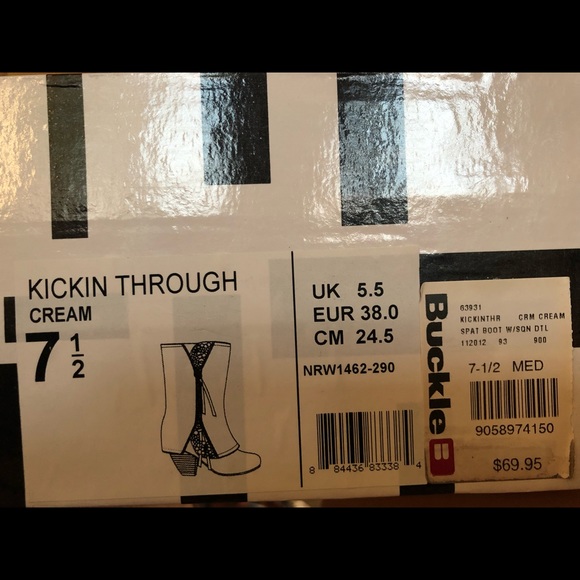 KICKIN THROUGH
CREAM
7 1/2
UK 5.5
EUR 38.0
CM 24.5
NRW1462-290
8 84436 83338 4
Buckle B
63931
KICKINTHR CRM CREAM
SPAT BOOT W/SQN DTL
112012 93 900
7-1/2 MED
9058974150
$69.95